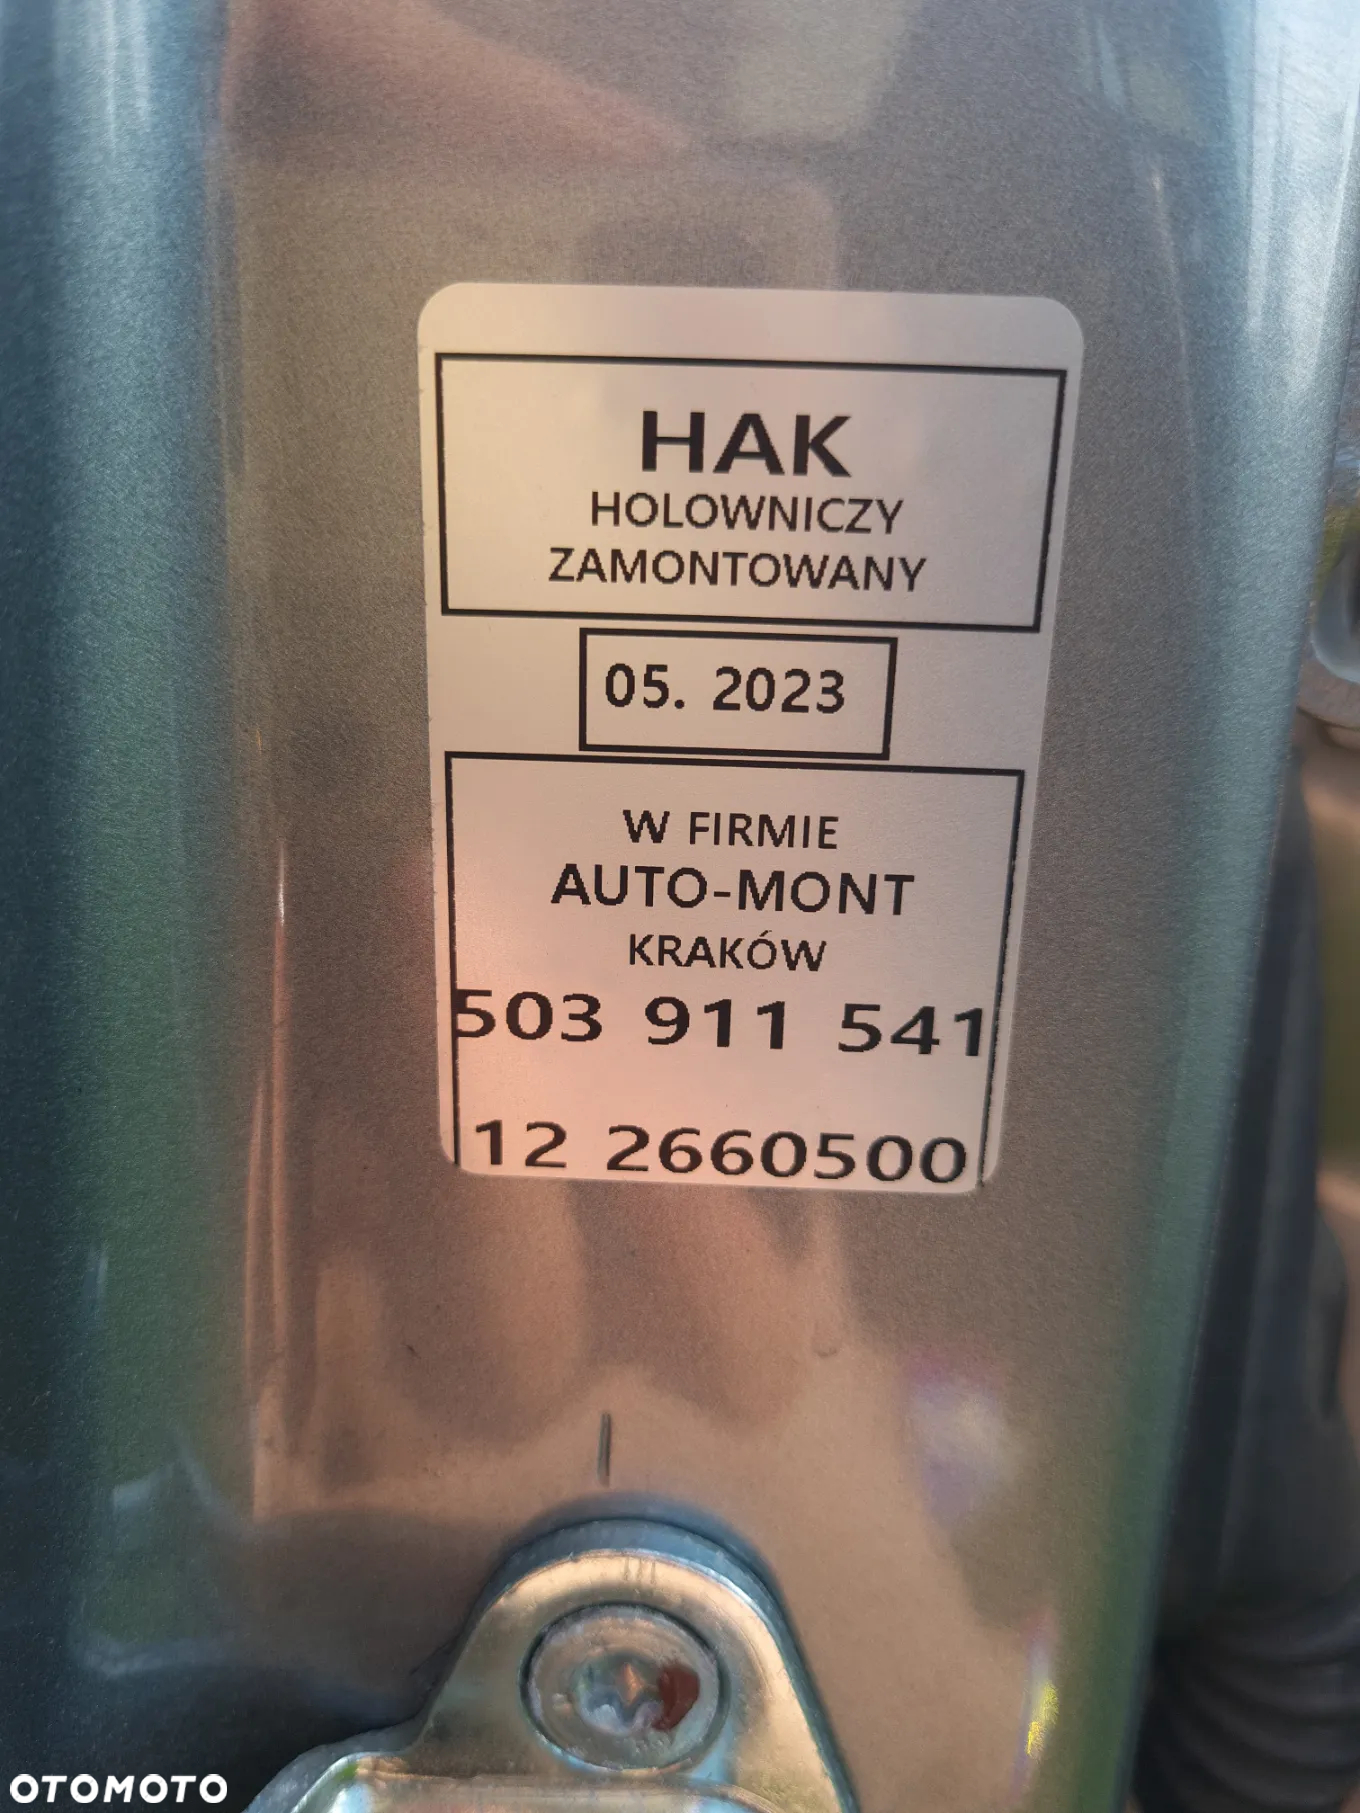 HAK
HOLOWNICZY
ZAMONTOWANY
05. 2023
W FIRMIE
AUTO-MONT
KRAKÓW
503 911 541
12 2660500
OTOMOTO